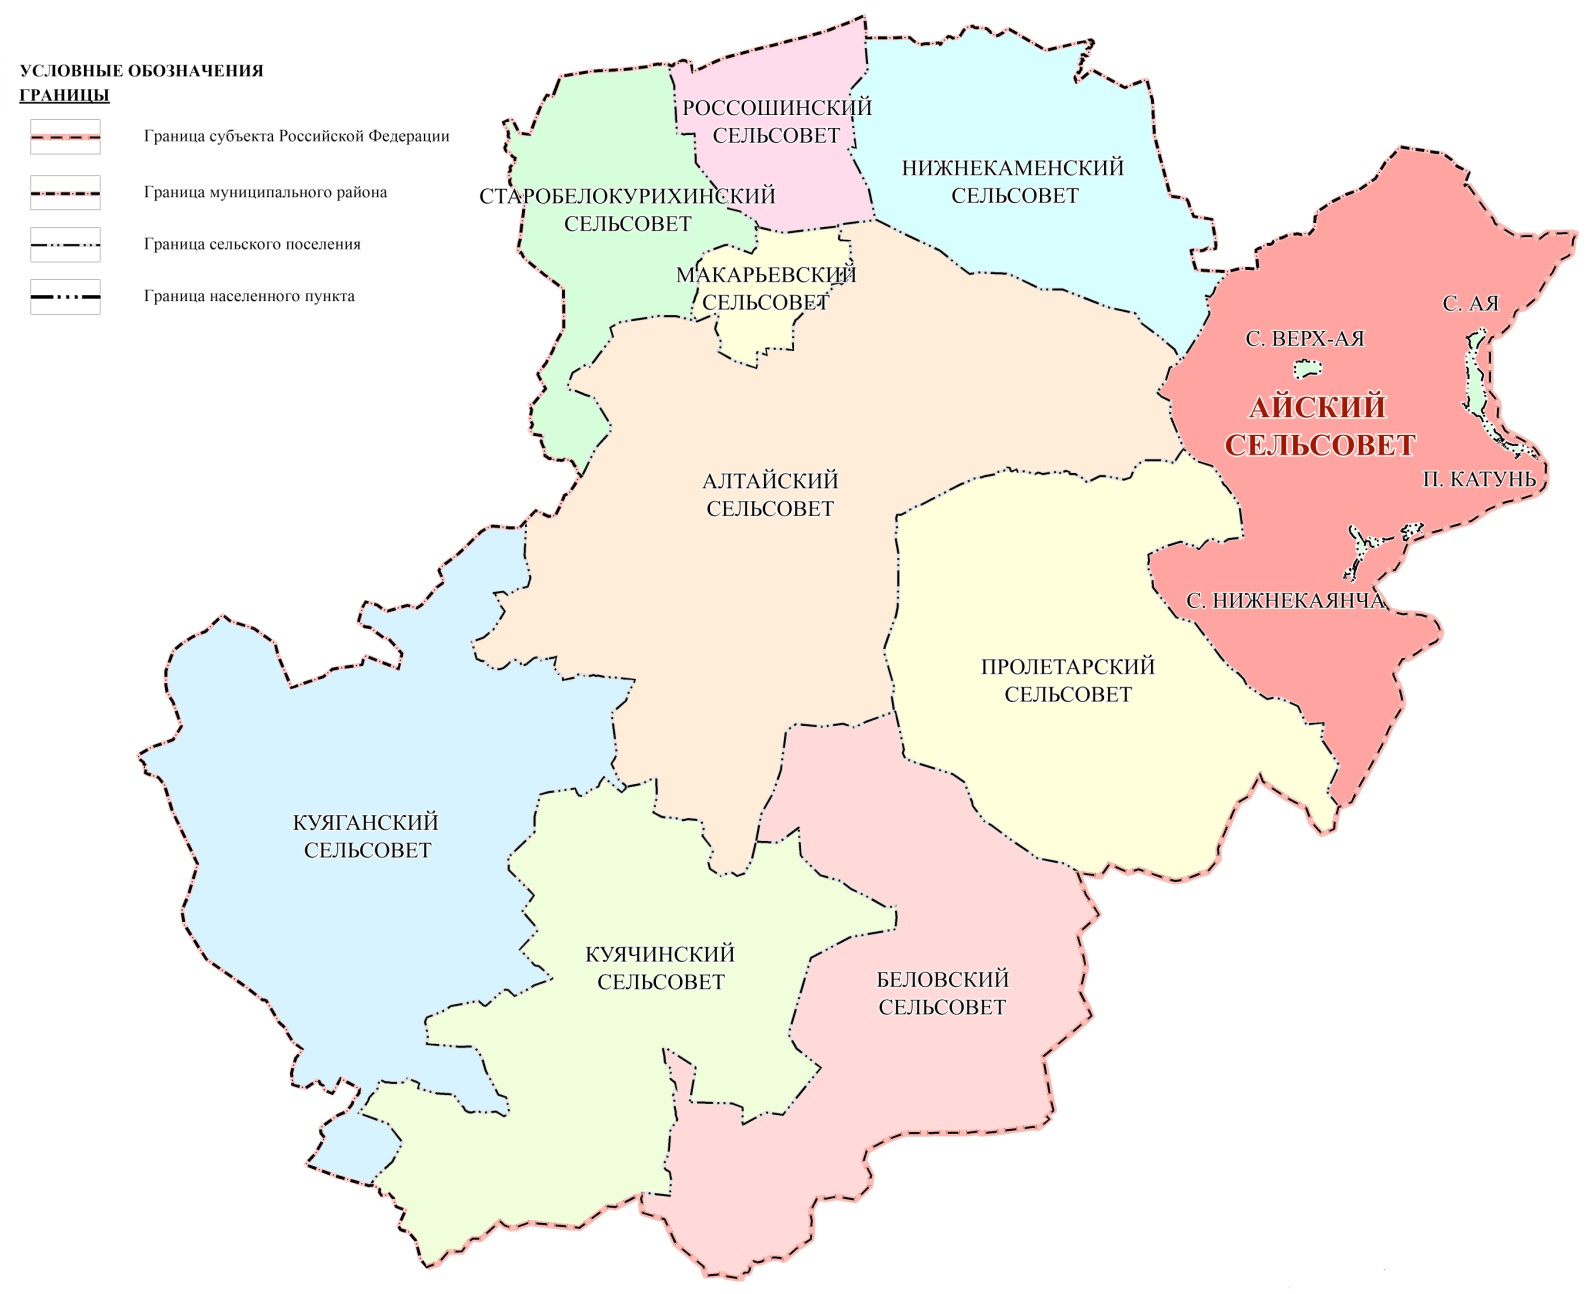 УСЛОВНЫЕ ОБОЗНАЧЕНИЯ
ГРАНИЦЫ
Граница субъекта Российской Федерации
Граница муниципального района
Граница сельского поселения
Граница населенного пункта
РОССОШИНСКИЙ
СЕЛЬСОВЕТ
НИЖНЕКАМЕНСКИЙ
СЕЛЬСОВЕТ
СТАРОБЕЛОКУРИХИНСКИЙ
СЕЛЬСОВЕТ
МАКАРЬЕВСКИЙ
СЕЛЬСОВЕТ
С. АЯ
С. ВЕРХ-АЯ
АЙСКИЙ
СЕЛЬСОВЕТ
П. КАТУНЬ
АЛТАЙСКИЙ
СЕЛЬСОВЕТ
С. НИЖНЕКАЯНЧА
ПРОЛЕТАРСКИЙ
СЕЛЬСОВЕТ
КУЯГАНСКИЙ
СЕЛЬСОВЕТ
КУЯЧИНСКИЙ
СЕЛЬСОВЕТ
БЕЛОВСКИЙ
СЕЛЬСОВЕТ